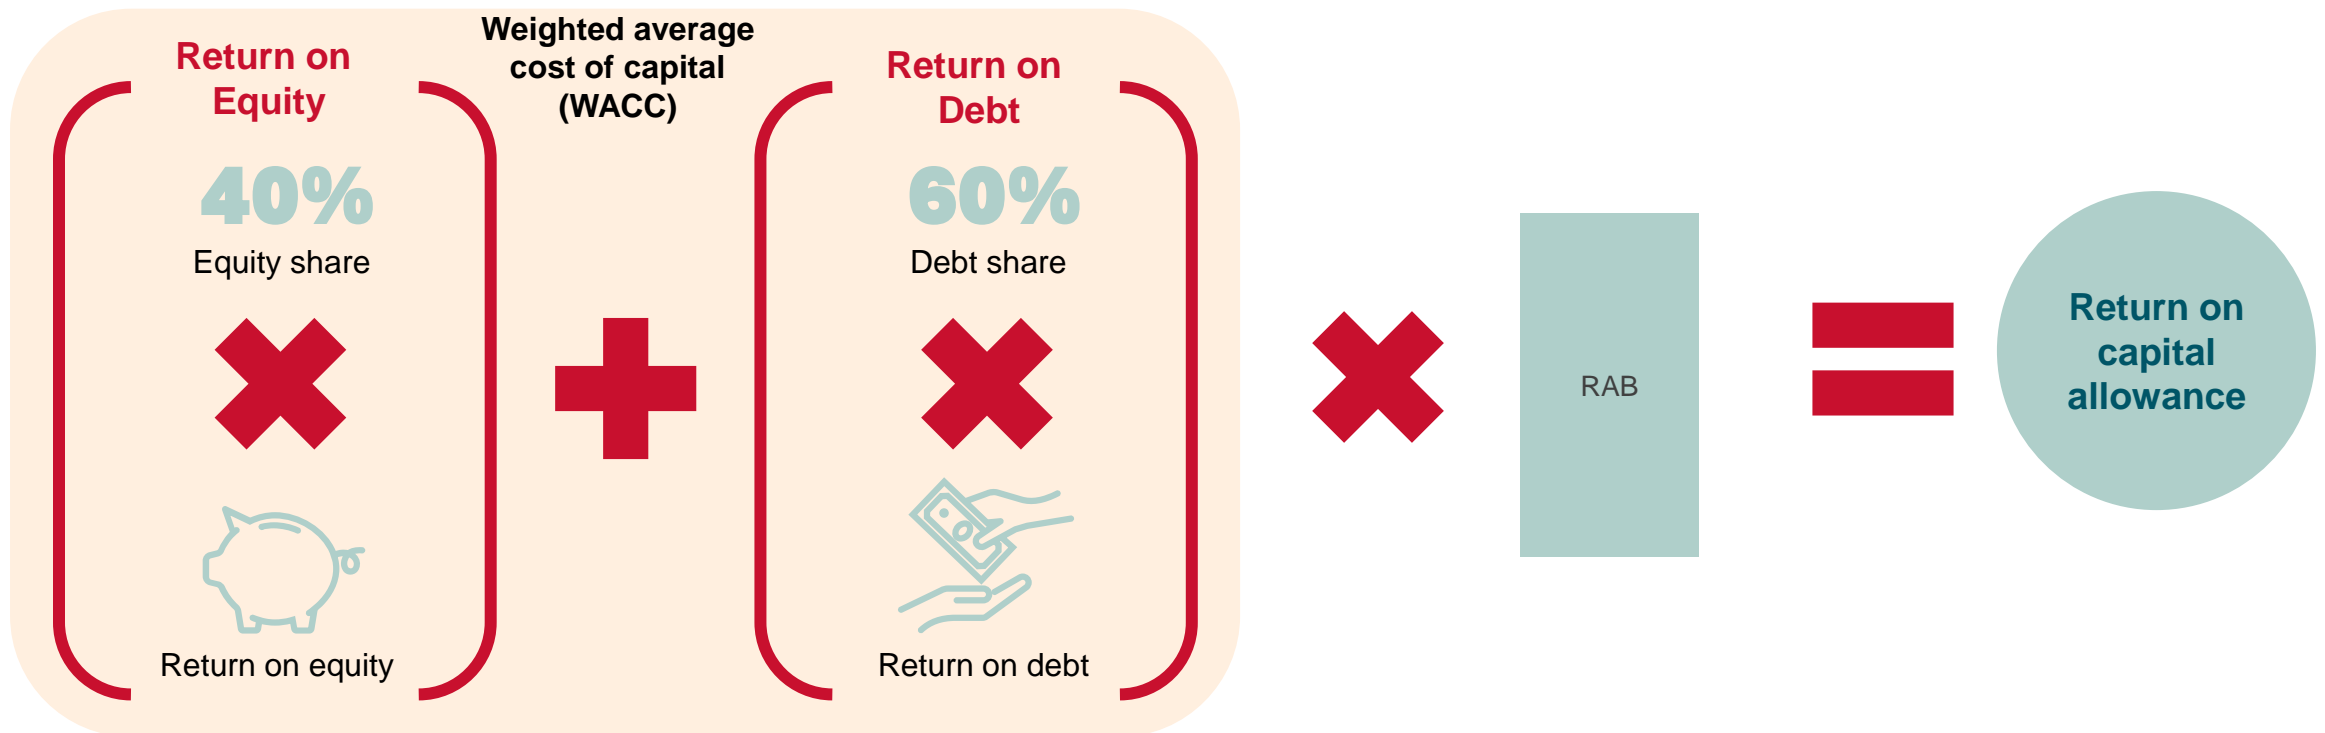 Return on
Equity
40%
Equity share
Return on equity
Weighted average
cost of capital
(WACC)
Return on
Debt
60%
Debt share
Return on debt
RAB
Return on
capital
allowance